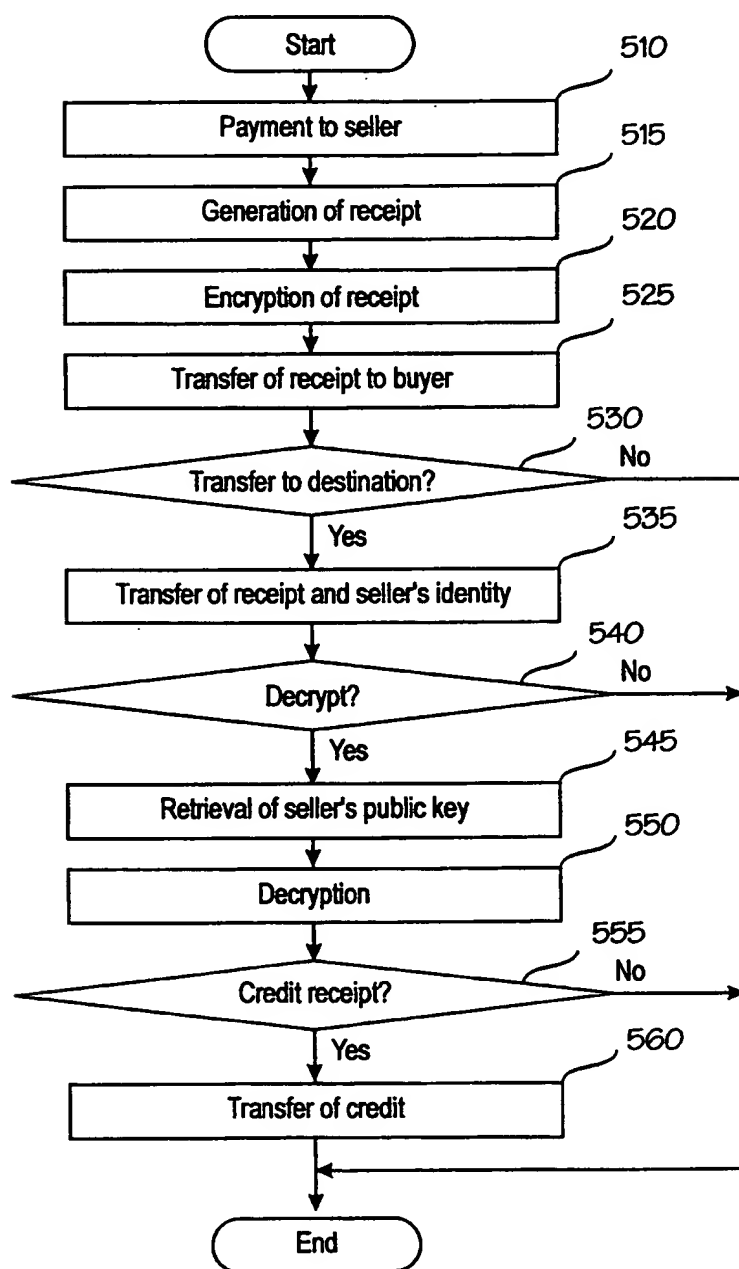 Start
510
Payment to seller
515
Generation of receipt
520
Encryption of receipt
525
Transfer of receipt to buyer
530
Transfer to destination?
No
Yes
535
Transfer of receipt and seller's identity
540
Decrypt?
No
Yes
545
Retrieval of seller's public key
550
Decryption
555
Credit receipt?
No
Yes
560
Transfer of credit
End